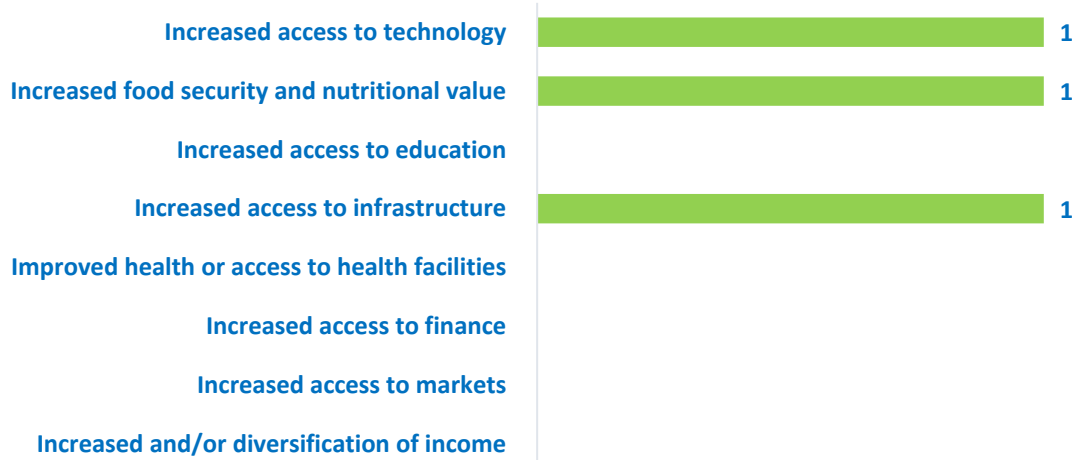 Increased access to technology 1
Increased food security and nutritional value 1
Increased access to education
Increased access to infrastructure 1
Improved health or access to health facilities
Increased access to finance
Increased access to markets
Increased and/or diversification of income